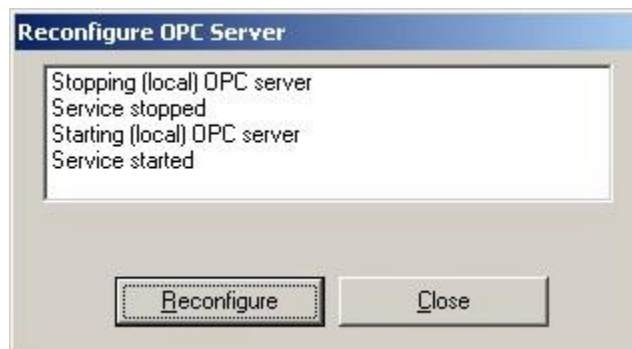 Reconfigure OPC Server
Stopping (local) OPC server
Service stopped
Starting (local) OPC server
Service started
Reconfigure
Close